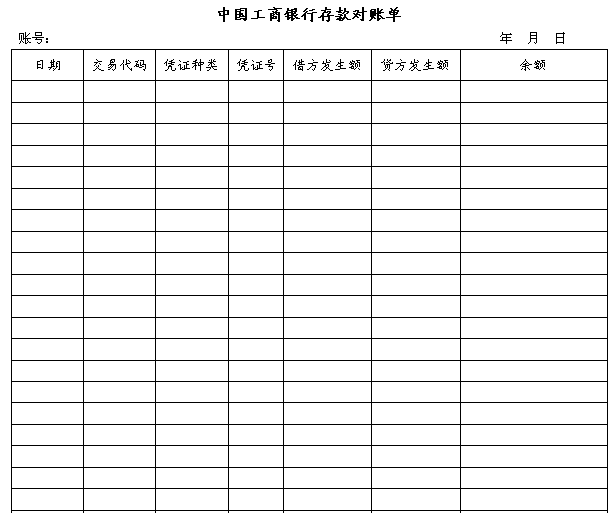 中国工商银行存款对账单
账号: 年 月 日
日期 交易代码 凭证种类 凭证号 借方发生额 贷方发生额 余额